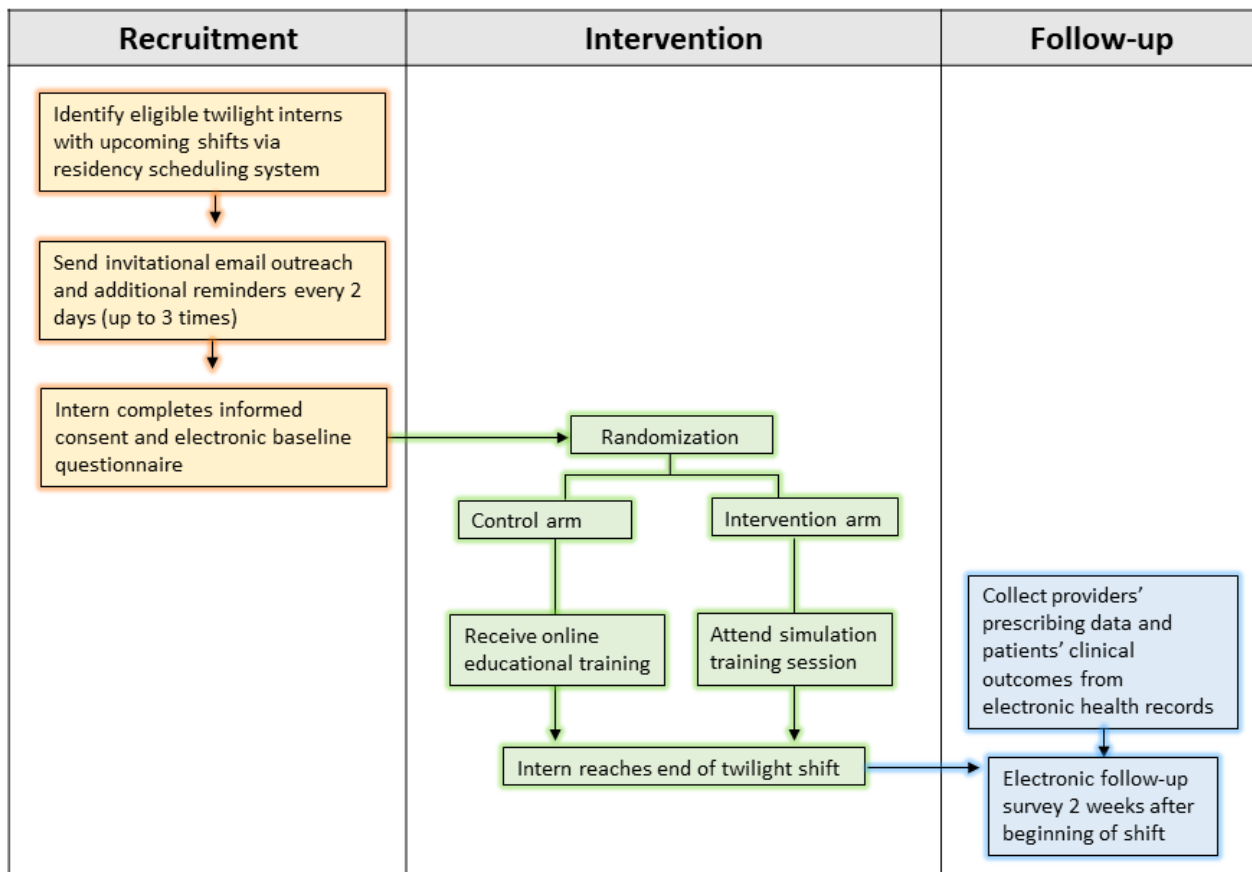 Recruitment
Intervention
Follow-up
Identify eligible twilight interns
with upcoming shifts via
residency scheduling system
Send invitational email outreach
and additional reminders every 2
days (up to 3 times)
Intern completes informed
consent and electronic baseline
questionnaire
Randomization
Control arm
Intervention arm
Receive online
educational training
Attend simulation
training session
Intern reaches end of twilight shift
Collect providers’
prescribing data and
patients’ clinical
outcomes from
electronic health records
Electronic follow-up
survey 2 weeks after
beginning of shift